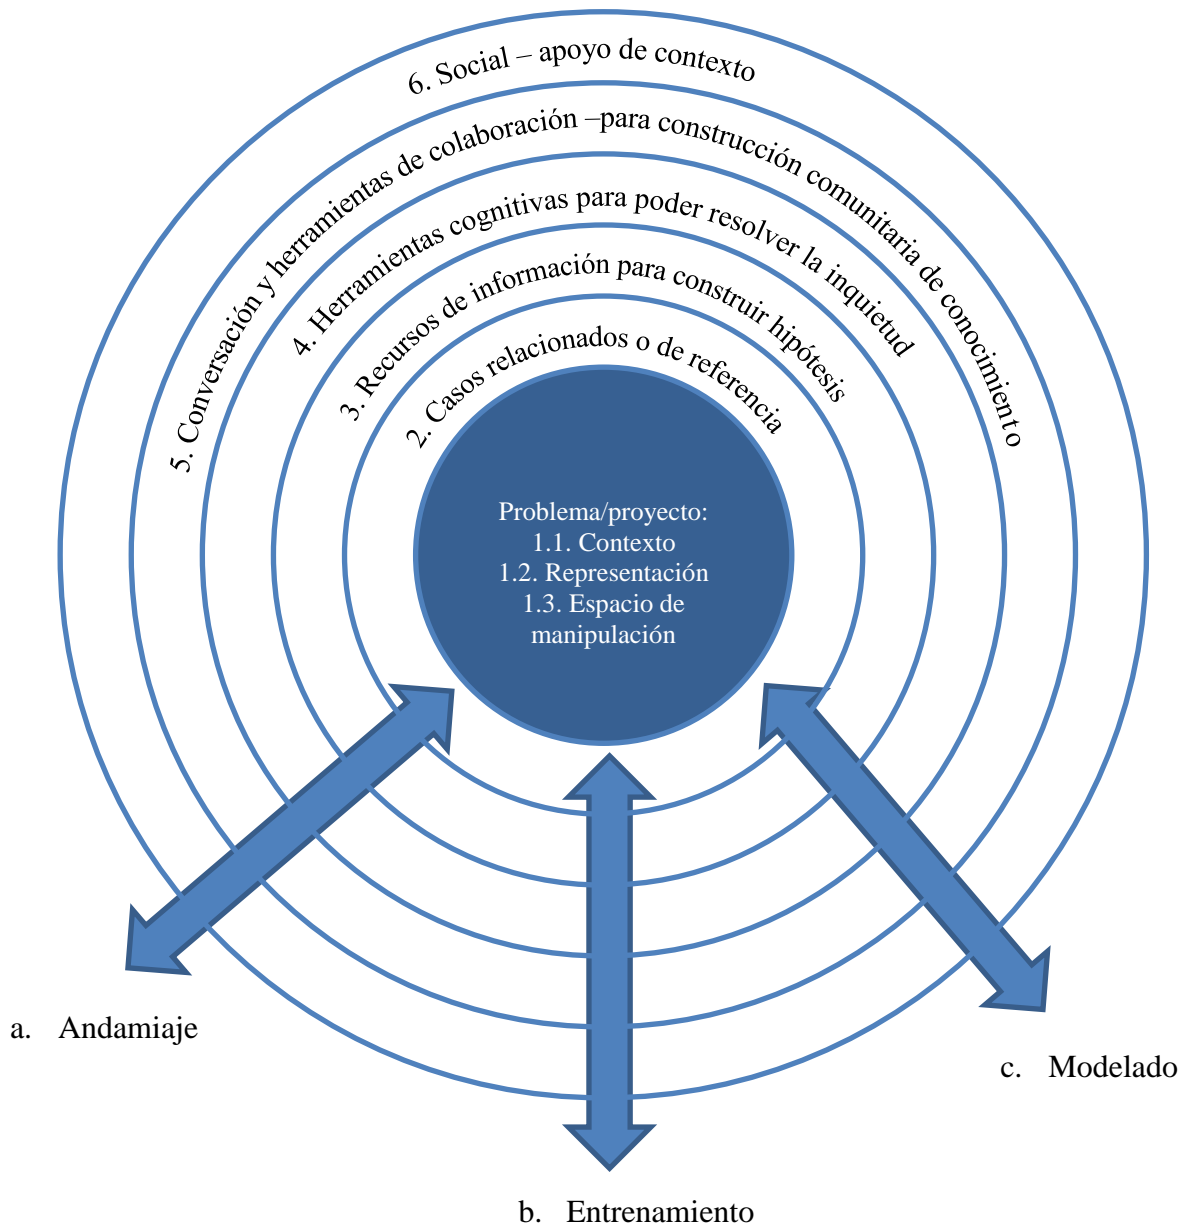 6. Social – apoyo de contexto
5. Conversación y herramientas de colaboración –para construcción comunitaria de conocimiento
4. Herramientas cognitivas para poder resolver la inquietud
3. Recursos de información para construir hipótesis
2. Casos relacionados o de referencia
Problema/proyecto:
1.1. Contexto
1.2. Representación
1.3. Espacio de
manipulación
a. Andamiaje
c. Modelado
b. Entrenamiento